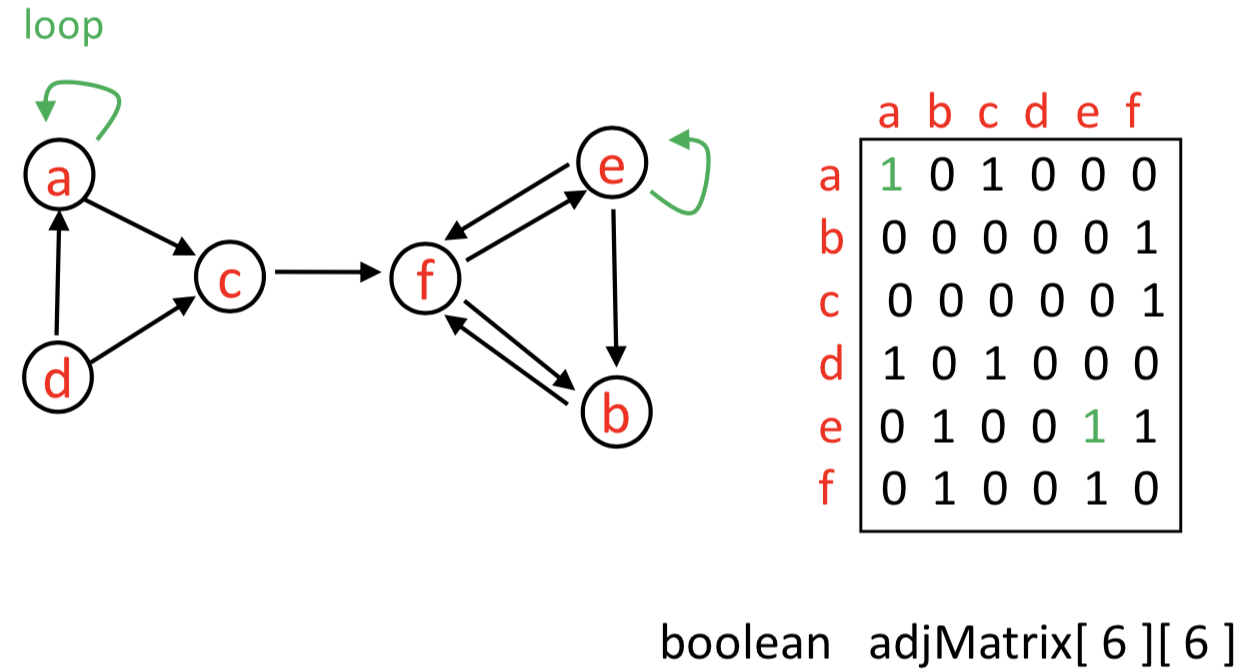 loop
a
e
c
f
d
b
a b c d e f
a 1 0 1 0 0 0
b 0 0 0 0 0 1
c 0 0 0 0 0 1
d 1 0 1 0 0 0
e 0 1 0 0 1 1
f 0 1 0 0 1 0
boolean adjMatrix[ 6 ][ 6 ]